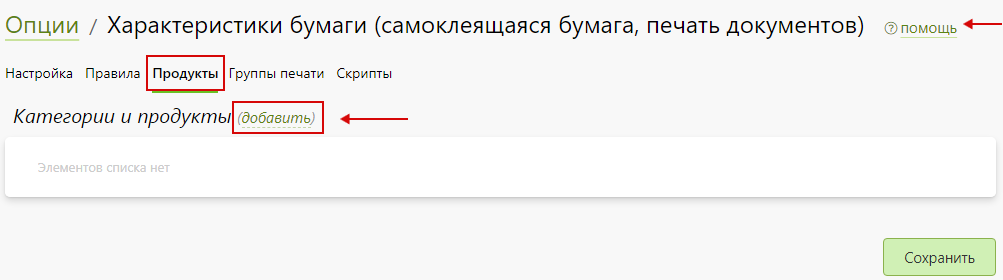 Опции / Характеристики бумаги (самоклеящаяся бумага, печать документов) ? помощь
Настройка Правила Продукты Группы печати Скрипты
Категории и продукты (добавить)
Элементов списка нет
Сохранить